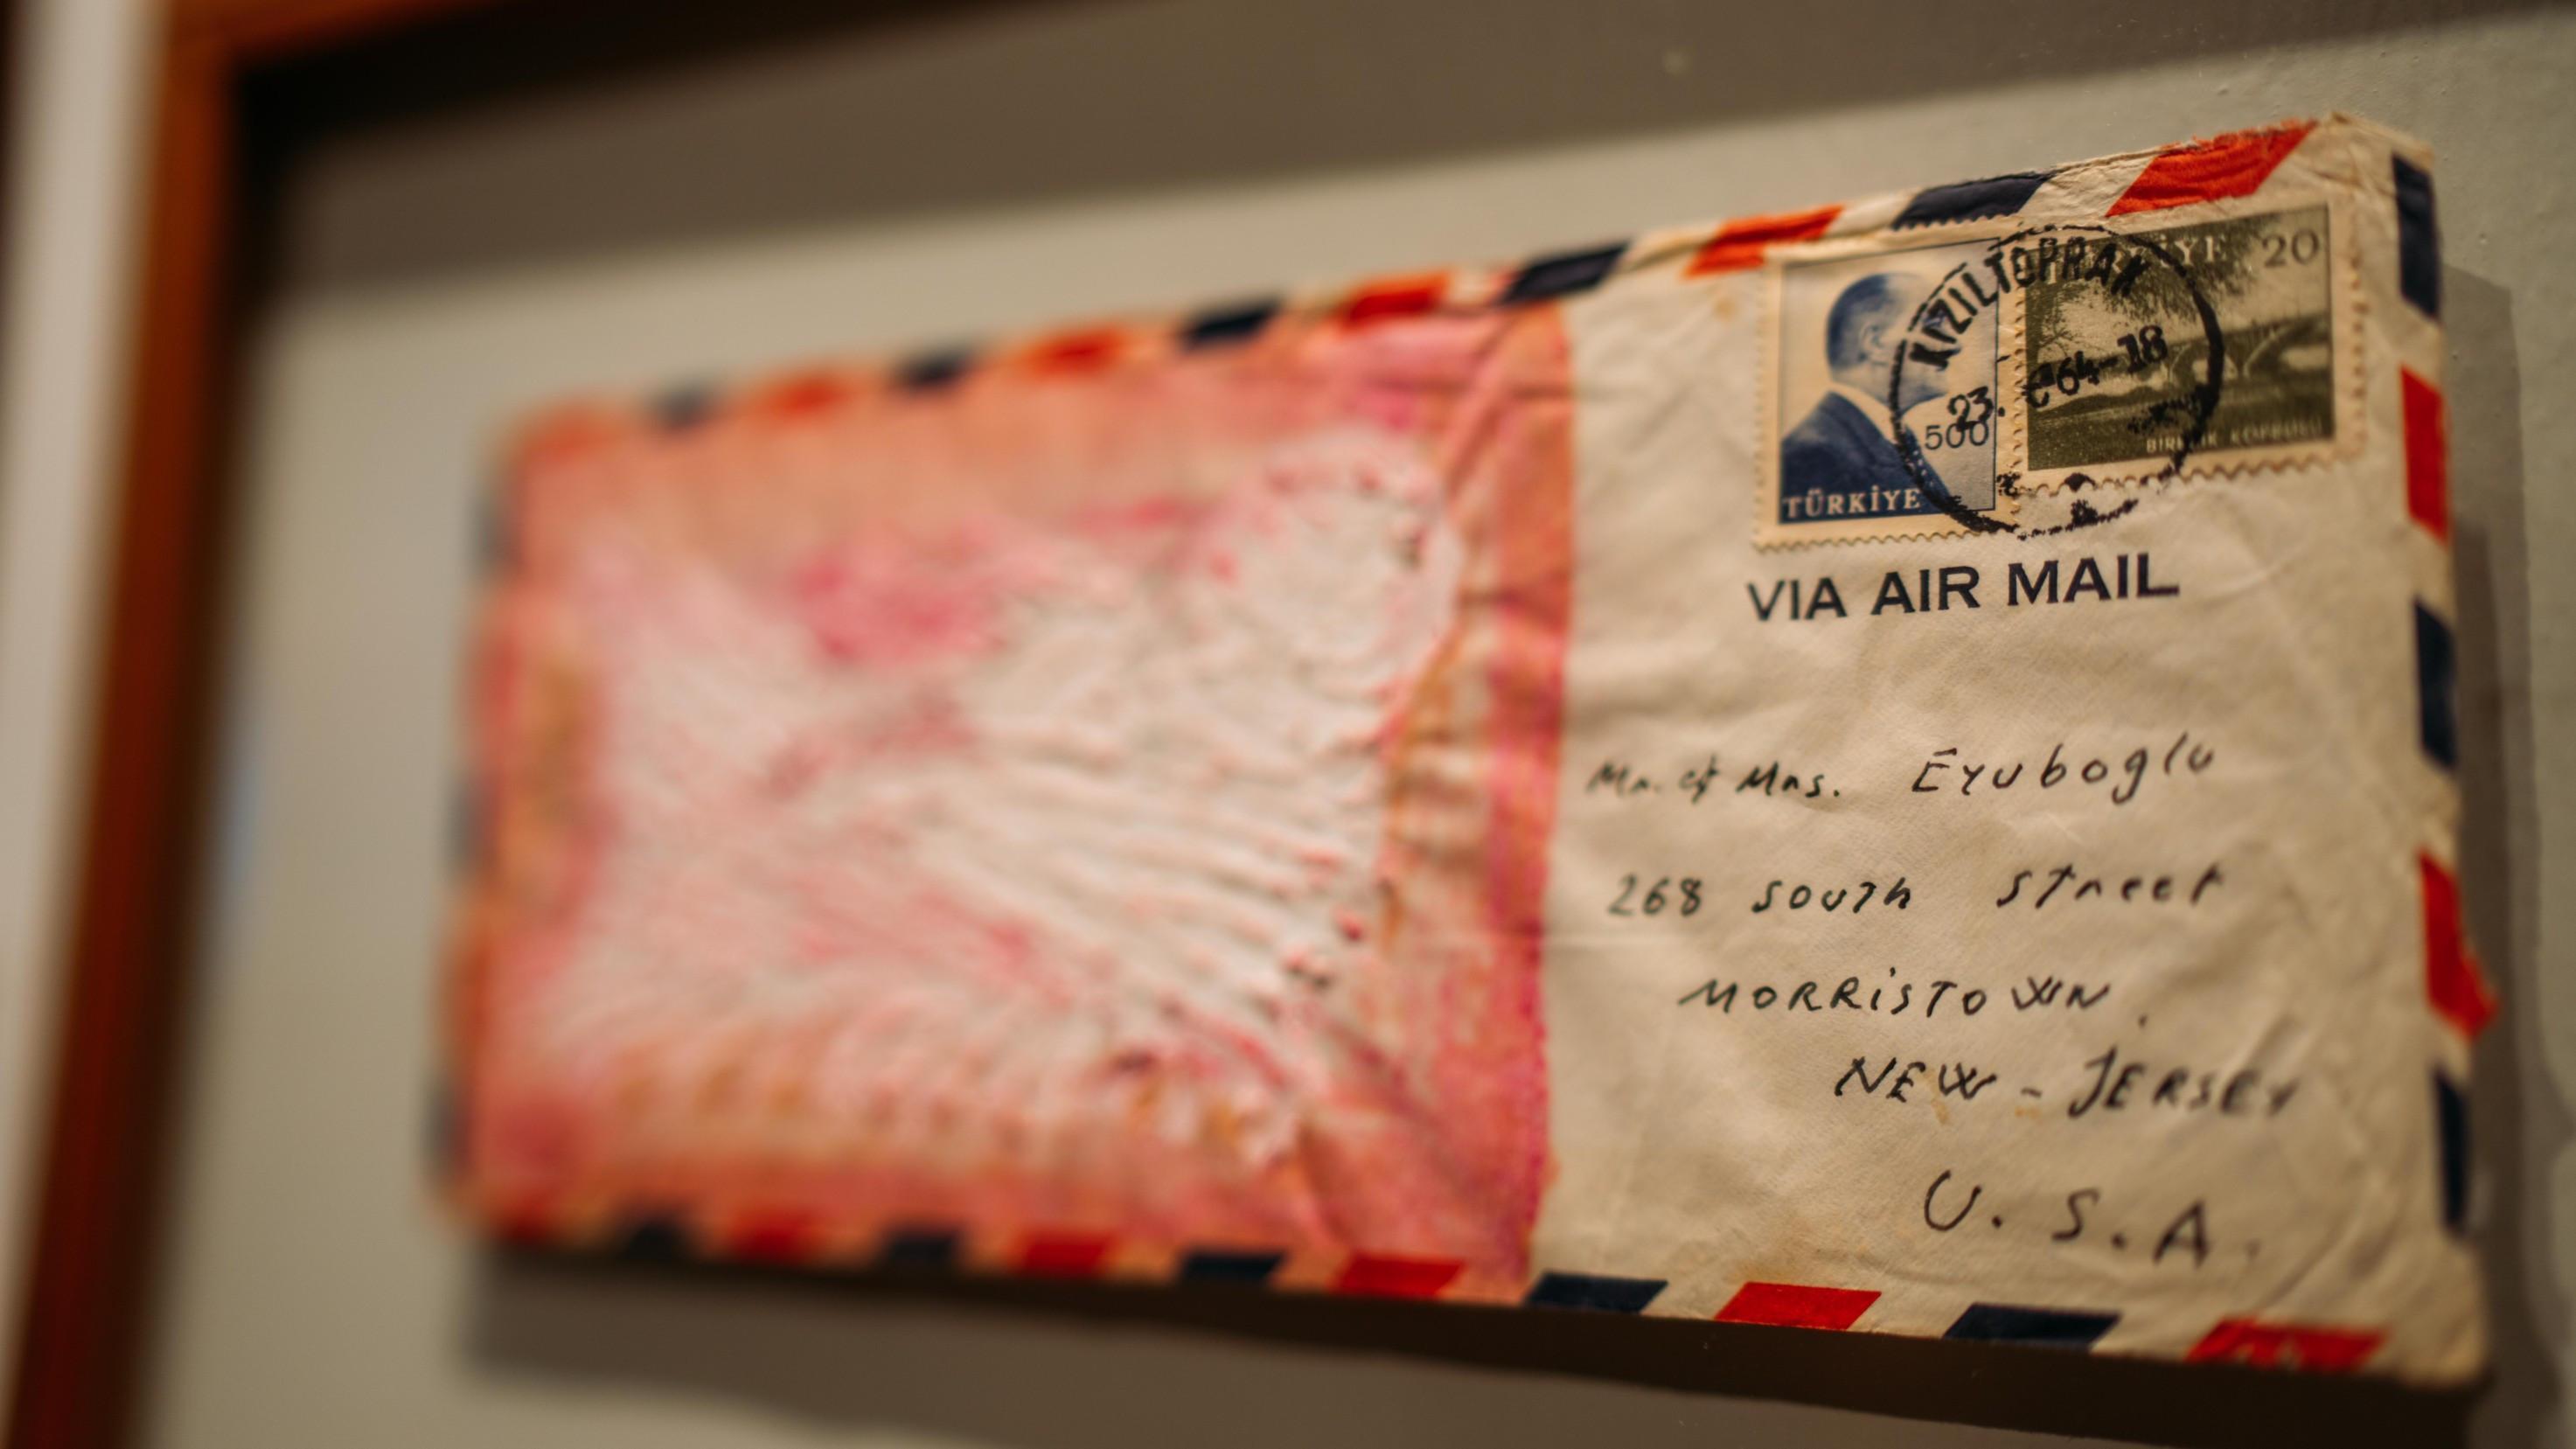 KIZILTOPRAK
20
23. 64-18
500
TÜRKİYE
VIA AIR MAIL
Mr. & Mrs. Eyuboglu
268 SOUTH STreet
MORRiSTOWN.
NEW - JERSEY
U.S.A.